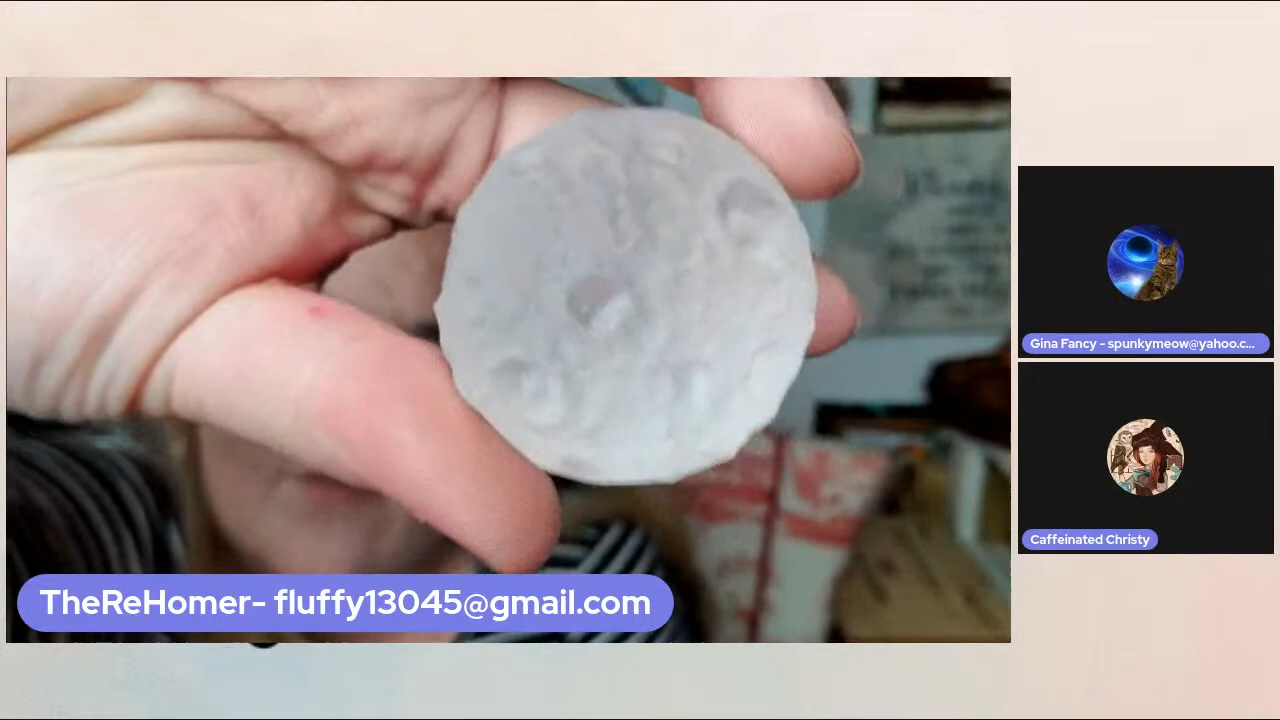 TheReHomer- fluffy13045@gmail.com
Gina Fancy - spunkymeow@yahoo.c...
Caffeinated Christy